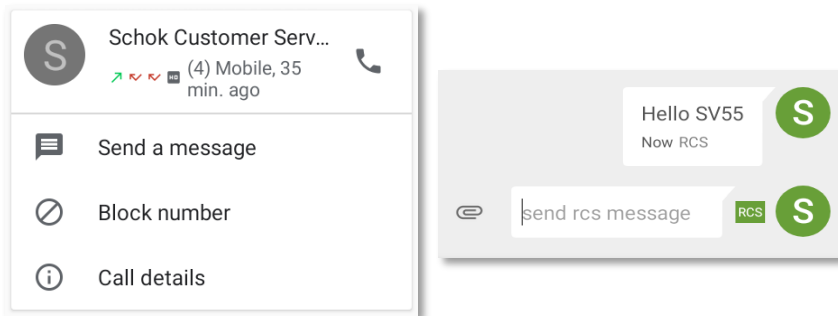 S
Schok Customer Serv...
HD (4) Mobile, 35
min. ago
Send a message
Block number
Call details
Hello SV55
Now RCS
S
send rcs message
RCS
S